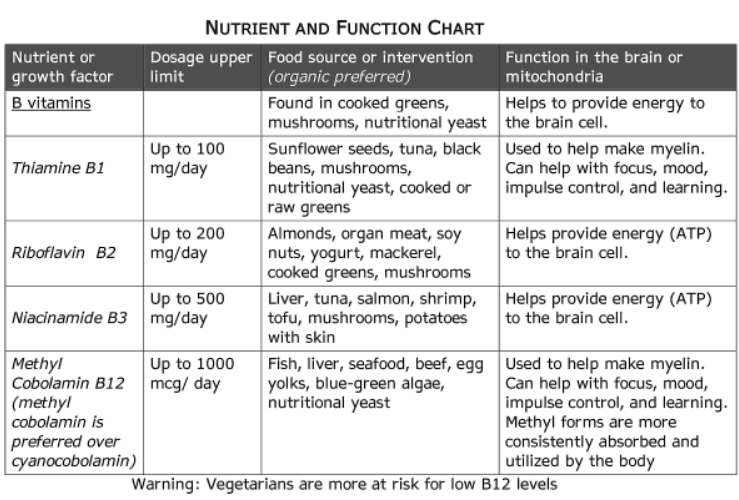 NUTRIENT AND FUNCTION CHART
Nutrient or growth factor
Dosage upper limit
Food source or intervention (organic preferred)
Function in the brain or mitochondria
B vitamins
Found in cooked greens,
mushrooms, nutritional yeast
Helps to provide energy to
the brain cell.
Thiamine B1
Up to 100
mg/day
Sunflower seeds, tuna, black
beans, mushrooms,
nutritional yeast, cooked or
raw greens
Used to help make myelin.
Can help with focus, mood,
impulse control, and learning.
Riboflavin B2
Up to 200
mg/day
Almonds, organ meat, soy
nuts, yogurt, mackerel,
cooked greens, mushrooms
Helps provide energy (ATP)
to the brain cell.
Niacinamide B3
Up to 500
mg/day
Liver, tuna, salmon, shrimp,
tofu, mushrooms, potatoes
with skin
Helps provide energy (ATP)
to the brain cell.
Methyl
Cobolamin B12
(methyl
cobolamin is
preferred over
cyanocobolamin)
Up to 1000
mcg/ day
Fish, liver, seafood, beef, egg
yolks, blue-green algae,
nutritional yeast
Used to help make myelin.
Can help with focus, mood,
impulse control, and learning.
Methyl forms are more
consistently absorbed and
utilized by the body
Warning: Vegetarians are more at risk for low B12 levels